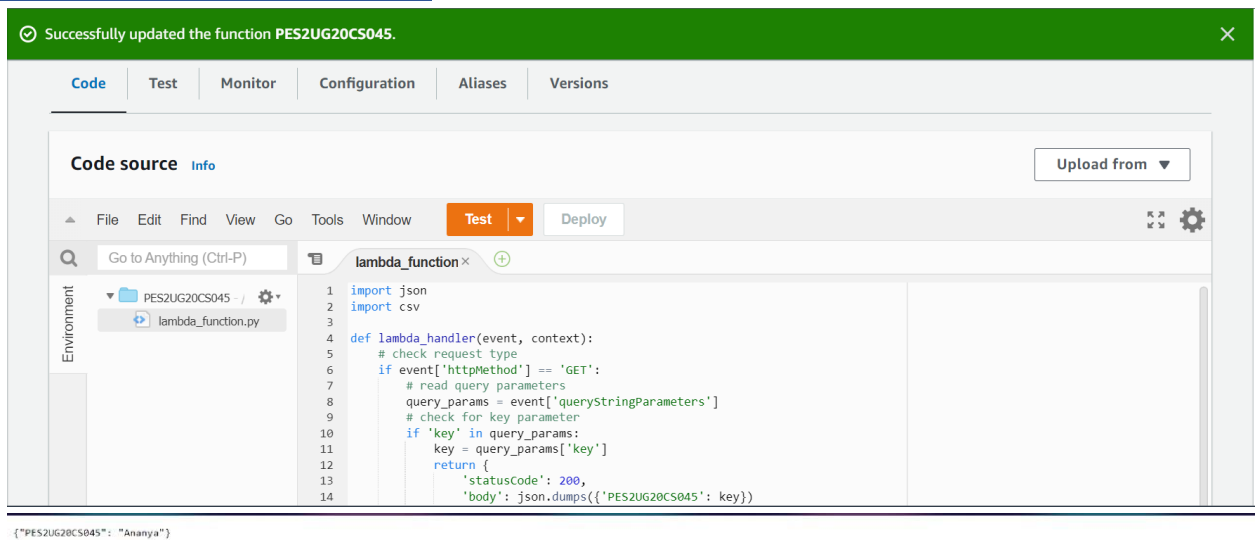 Successfully updated the function PES2UG20CS045.
Code Test Monitor Configuration Aliases Versions
Code source Info
Upload from
File Edit Find View Go Tools Window Test Deploy
Go to Anything (Ctrl-P)
lambda_function
Environment
PES2UG20CS045 - /
lambda_function.py
1 import json
2 import csv
3
4 def lambda_handler(event, context):
5     # check request type
6     if event['httpMethod'] == 'GET':
7         # read query parameters
8         query_params = event['queryStringParameters']
9         # check for key parameter
10         if 'key' in query_params:
11             key = query_params['key']
12             return {
13                 'statusCode': 200,
14                 'body': json.dumps({'PES2UG20CS045': key})
{"PES2UG20CS045": "Ananya"}